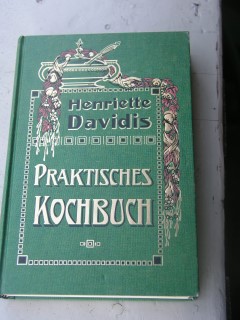 Henriette
Davidis
PRAKTISCHES
KOCHBUCH